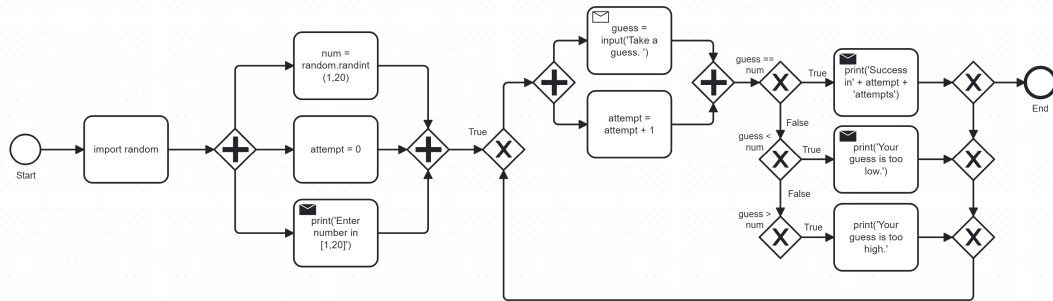 Start
import random
num =
random.randint
(1,20)
attempt = 0
print('Enter
number in
[1,20]')
True
guess =
input('Take a
guess. ')
attempt =
attempt + 1
guess ==
num
True
print('Success
in' + attempt +
'attempts')
End
False
guess <
num
True
print('Your
guess is too
low.')
False
guess >
num
True
print('Your
guess is too
high.'